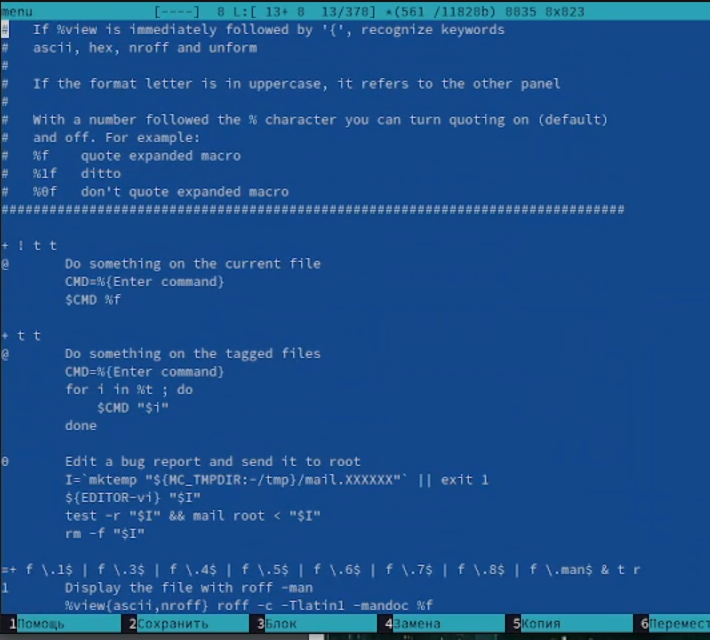 menu [----] 8 L:[ 13+ 8 13/378] *(561 /11828b) 8835 0x023
# If %view is immediately followed by '{', recognize keywords
# ascii, hex, nroff and unform
#
# If the format letter is in uppercase, it refers to the other panel
#
# With a number followed the % character you can turn quoting on (default)
# and off. For example:
# %f quote expanded macro
# %1f ditto
# %0f don't quote expanded macro
##############################################################################
+ ! t t
@ Do something on the current file
CMD=%{Enter command}
$CMD %f
+ t t
@ Do something on the tagged files
CMD=%{Enter command}
for i in %t ; do
$CMD "$i"
done
0 Edit a bug report and send it to root
I=`mktemp "${MC_TMPDIR:-/tmp}/mail.XXXXXX"` || exit 1
${EDITOR-vi} "$I"
test -r "$I" && mail root < "$I"
rm -f "$I"
=+ f \.1$ | f \.3$ | f \.4$ | f \.5$ | f \.6$ | f \.7$ | f \.8$ | f \.man$ & t r
1 Display the file with roff -man
%view{ascii,nroff} roff -c -Tlatin1 -mandoc %f
1Помощь 2Сохранить 3Блок 4Замена 5Копия 6Перемест